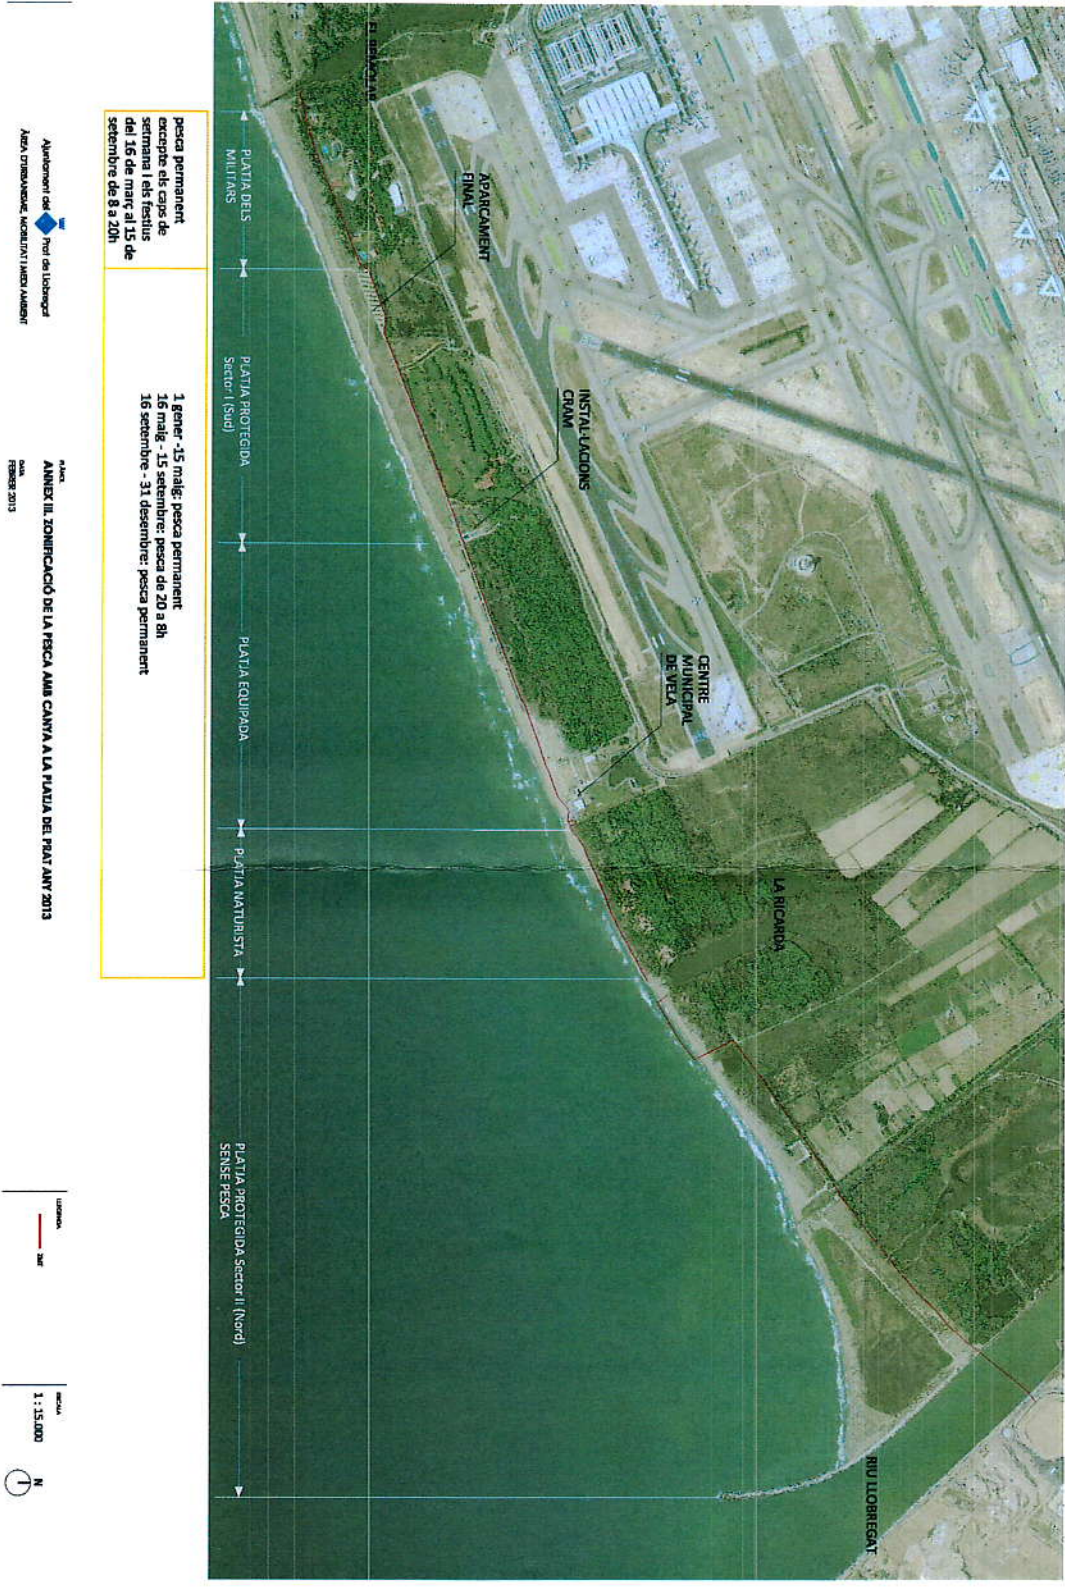 EL REMOLAR
APARCAMENT
FINAL
INSTAL·LACIONS
CRAM
CENTRE
MUNICIPAL
DE VELA
LA RICARDA
RIU LLOBREGAT
PLATJA DELS
MILITARS
PLATJA PROTEGIDA
Sector I (Sud)
PLATJA EQUIPADA
PLATJA NATURISTA
PLATJA PROTEGIDA Sector II (Nord)
SENSE PESCA
pesca permanent
excepte els caps de
setmana i els festius
del 16 de març al 15 de
setembre de 8 a 20h
1 gener -15 maig: pesca permanent
16 maig - 15 setembre: pesca de 20 a 8h
16 setembre - 31 desembre: pesca permanent
Ajuntament del Prat de Llobregat
ÀREA D'URBANISME, MOBILITAT I MEDI AMBIENT
PLÀNOL
ANNEX III. ZONIFICACIÓ DE LA PESCA AMB CANYA A LA PLATJA DEL PRAT ANY 2013
DATA
FEBRER 2013
LLEGENDA
ZMT
ESCALA
1 : 15.000
N